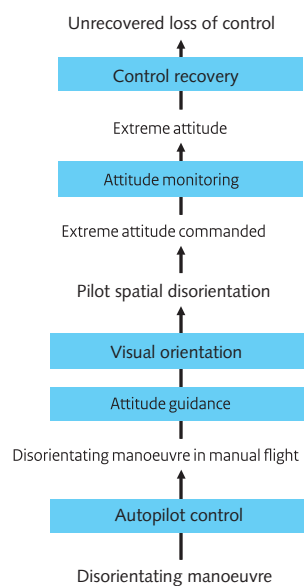 Unrecovered loss of control
Control recovery
Extreme attitude
Attitude monitoring
Extreme attitude commanded
Pilot spatial disorientation
Visual orientation
Attitude guidance
Disorientating manoeuvre in manual flight
Autopilot control
Disorientating manoeuvre